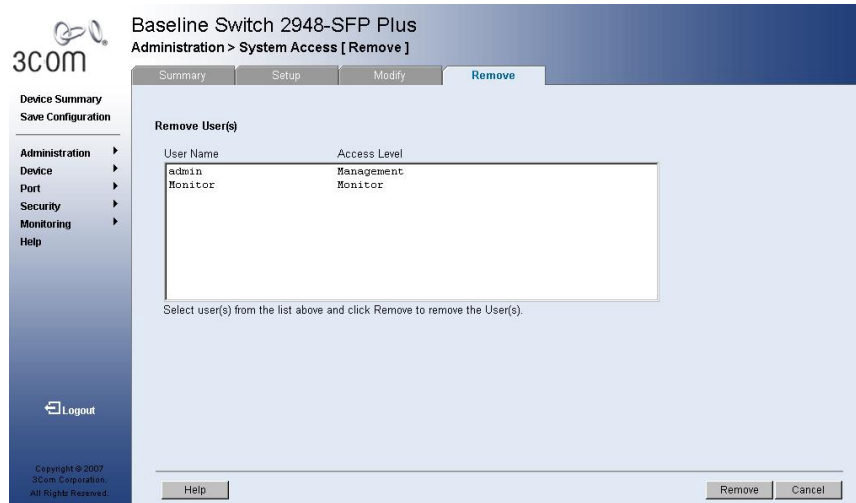 3COM
Baseline Switch 2948-SFP Plus
Administration > System Access [ Remove ]
Summary Setup Modify Remove
Device Summary
Save Configuration
Administration
Device
Port
Security
Monitoring
Help
Remove User(s)
User Name Access Level
admin Management
Monitor Monitor
Select user(s) from the list above and click Remove to remove the User(s).
Logout
Copyright © 2007
3Com Corporation.
All Rights Reserved.
Help Remove Cancel